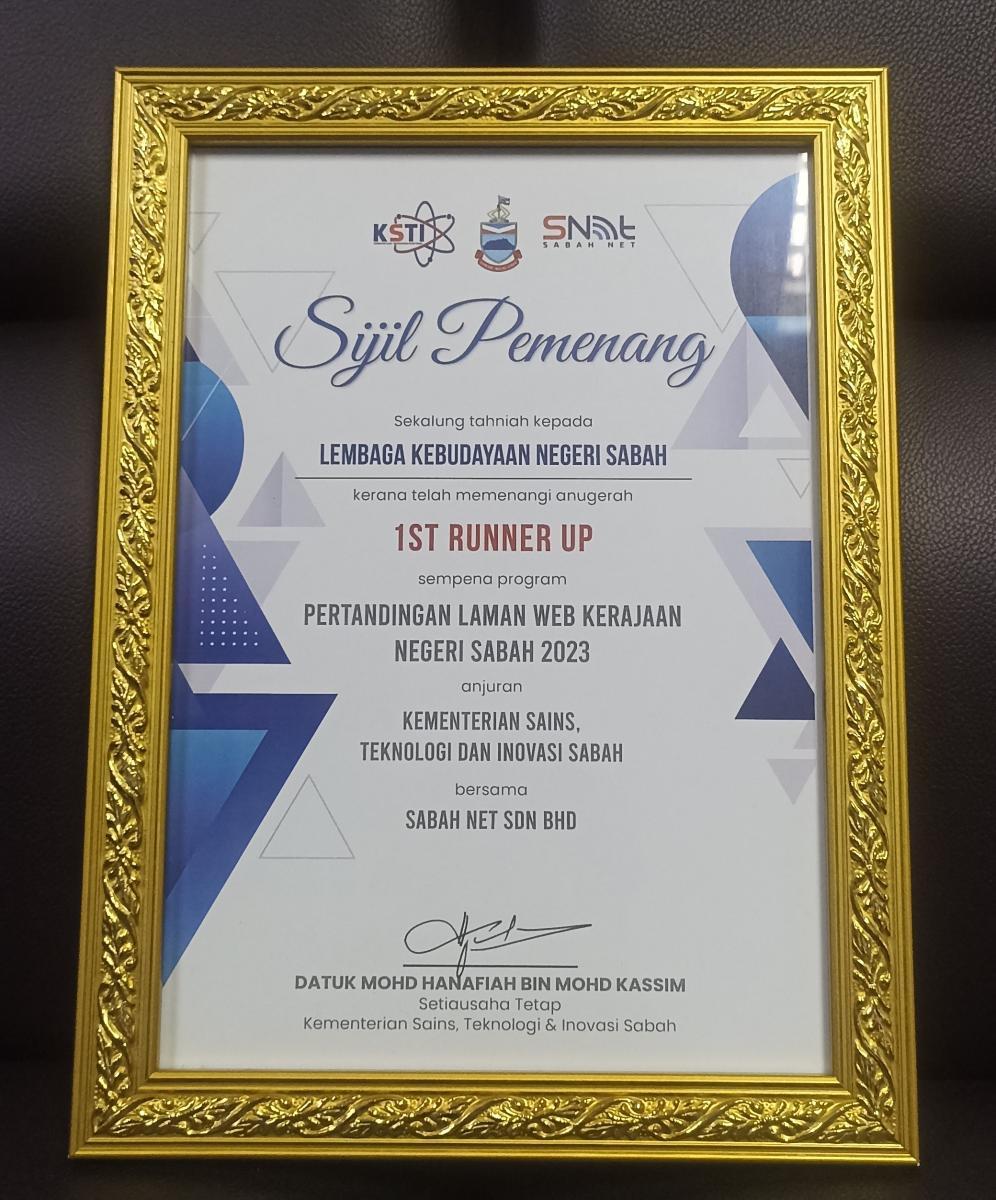 KSTI
SNet
SABAH NET
Sijil Pemenang
Sekalung tahniah kepada
LEMBAGA KEBUDAYAAN NEGERI SABAH
kerana telah memenangi anugerah
1ST RUNNER UP
sempena program
PERTANDINGAN LAMAN WEB KERAJAAN
NEGERI SABAH 2023
anjuran
KEMENTERIAN SAINS,
TEKNOLOGI DAN INOVASI SABAH
bersama
SABAH NET SDN BHD
DATUK MOHD HANAFIAH BIN MOHD KASSIM
Setiausaha Tetap
Kementerian Sains, Teknologi & Inovasi Sabah